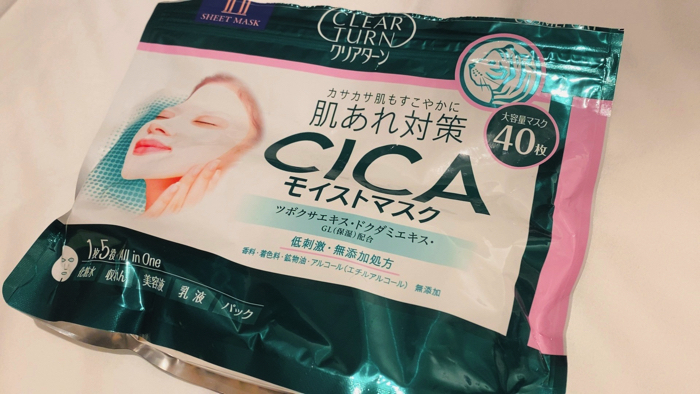 SHEET MASK
CLEAR
TURN
クリアターン
カサカサ肌もすこやかに
肌あれ対策
CICA
モイストマスク
大容量マスク
40枚
ツボクサエキス・ドクダミエキス・
GL(保湿)配合
低刺激・無添加処方
香料・着色料・鉱物油・アルコール(エチルアルコール) 無添加
1枚5役 All in One
化粧水 収れん 美容液 乳液 パック